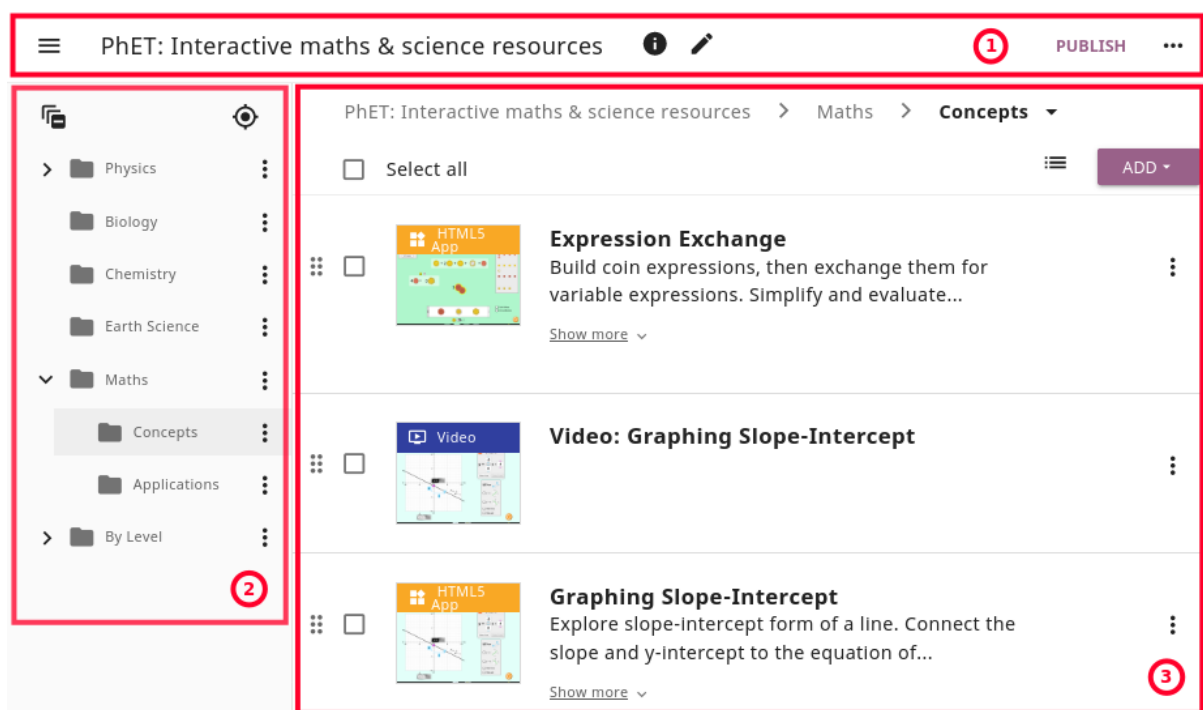 PhET: Interactive maths & science resources
1
PUBLISH
Physics
Biology
Chemistry
Earth Science
Maths
Concepts
Applications
By Level
2
PhET: Interactive maths & science resources > Maths > Concepts
Select all
ADD
HTML5
App
Expression Exchange
Build coin expressions, then exchange them for
variable expressions. Simplify and evaluate...
Show more
Video
Video: Graphing Slope-Intercept
HTML5
App
Graphing Slope-Intercept
Explore slope-intercept form of a line. Connect the
slope and y-intercept to the equation of...
Show more
3